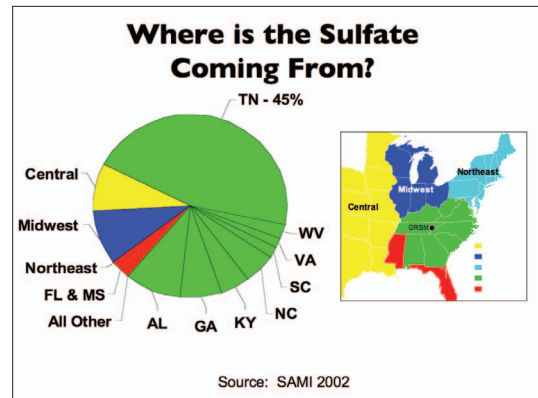 Where is the Sulfate
Coming From?
TN - 45%
Central
Midwest
Northeast
FL & MS
All Other
AL
GA
KY
NC
SC
VA
WV
Northeast
Midwest
Central
GRSM
Source: SAMI 2002